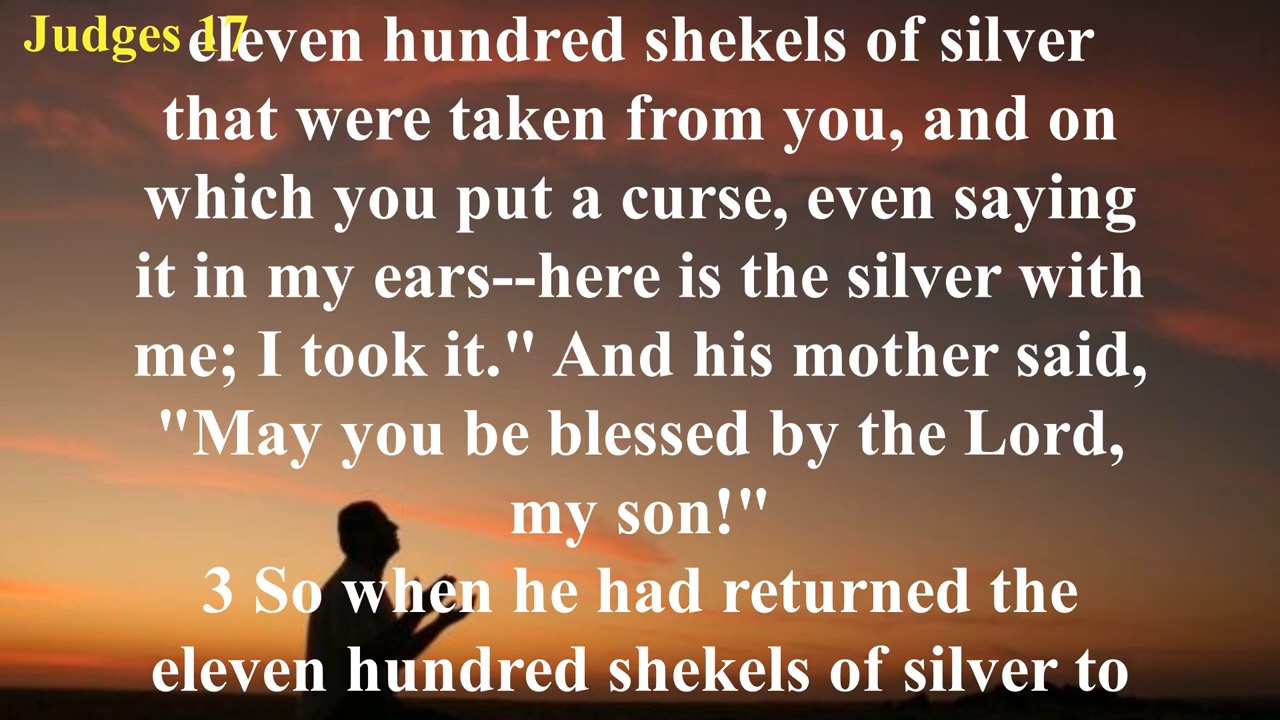 Judges 17
eleven hundred shekels of silver
that were taken from you, and on
which you put a curse, even saying
it in my ears--here is the silver with
me; I took it." And his mother said,
"May you be blessed by the Lord,
my son!"
3 So when he had returned the
eleven hundred shekels of silver to